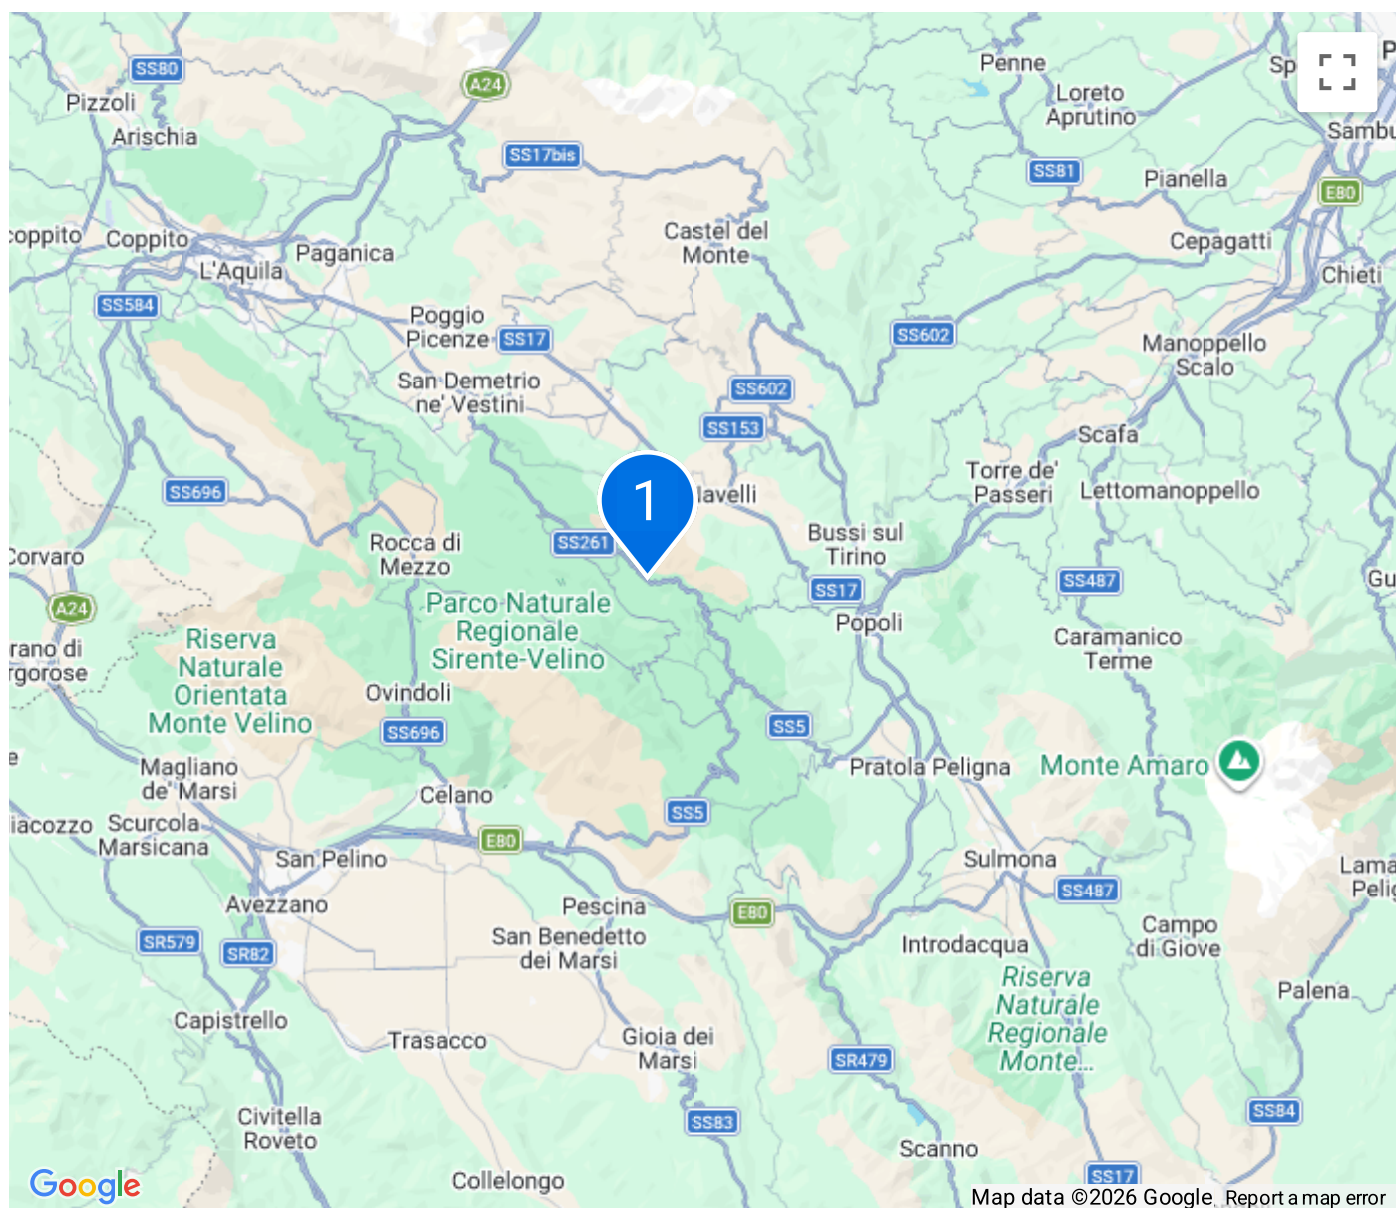 SS80
A24
Pizzoli
Arischia
Penne
Loreto
Aprutino
SS17bis
SS81
Pianella
E80
coppito
Coppito
L'Aquila
Paganica
Castel del
Monte
Cepagatti
Chieti
SS584
Poggio
Picenze
SS17
SS602
Manoppello
Scalo
San Demetrio
ne' Vestini
SS602
SS153
Scafa
Torre de'
Passeri
Lettomanoppello
SS696
1
avelli
Rocca di
Mezzo
SS261
Bussi sul
Tirino
Corvaro
SS17
SS487
Gu
A24
Parco Naturale
Regionale
Sirente-Velino
Popoli
Caramanico
Terme
Riserva
Naturale
Orientata
Monte Velino
rano di
rgorose
Ovindoli
SS696
SS5
Pratola Peligna
Monte Amaro
Magliano
de' Marsi
Celano
SS5
iacozzo
Scurcola
Marsicana
San Pelino
E80
Sulmona
SS487
Lama
Pelig
Avezzano
Pescina
E80
San Benedetto
dei Marsi
Introdacqua
Campo
di Giove
SR579
SR82
Riserva
Naturale
Regionale
Monte...
Palena
Capistrello
Trasacco
Gioia dei
Marsi
SR479
SS84
Civitella
Roveto
SS83
Scanno
Collelongo
SS17
Sp
P
Sambu
e
Google
Map data ©2026 Google
Report a map error